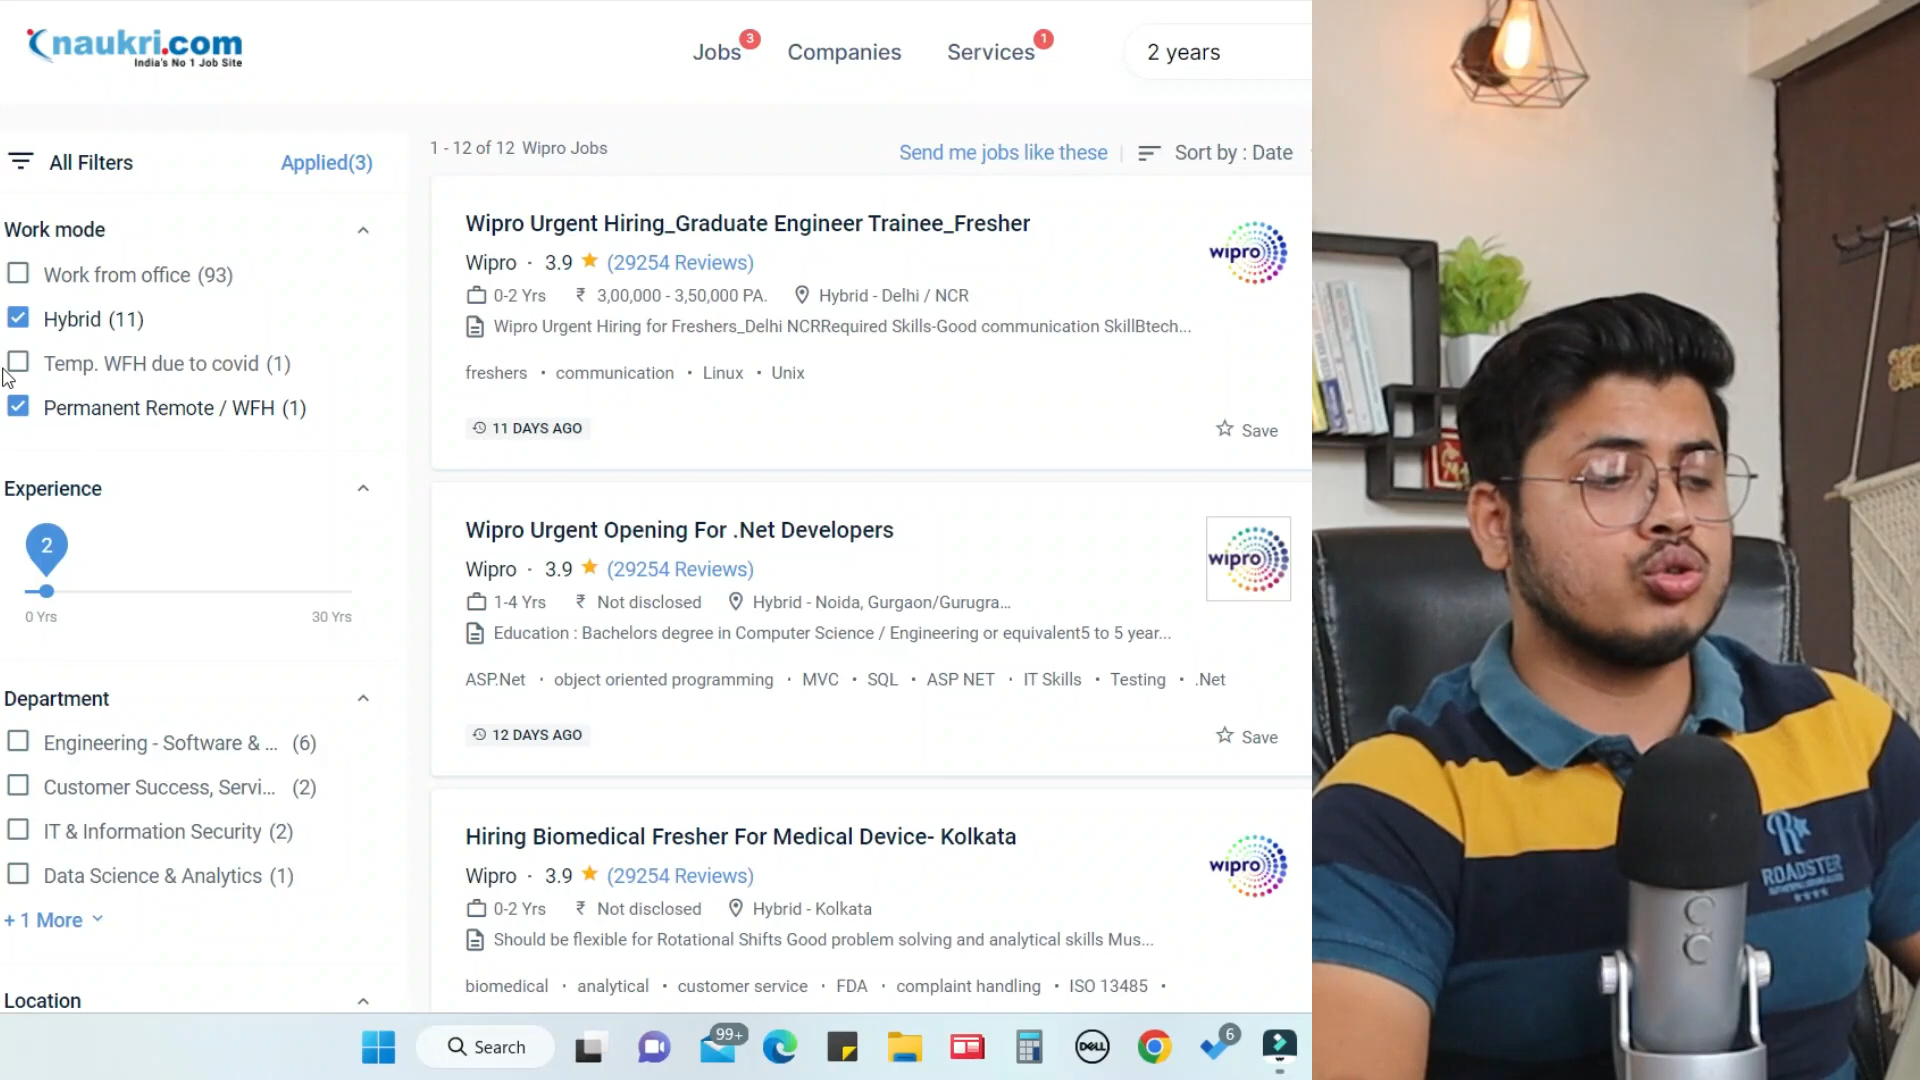 naukri.com
India's No 1 Job Site
Jobs 3
Companies
Services 1
2 years
All Filters
Applied(3)
Work mode
Work from office (93)
Hybrid (11)
Temp. WFH due to covid (1)
Permanent Remote / WFH (1)
Experience
2
0 Yrs
30 Yrs
Department
Engineering - Software & ... (6)
Customer Success, Servi... (2)
IT & Information Security (2)
Data Science & Analytics (1)
+ 1 More
Location
1 - 12 of 12 Wipro Jobs
Send me jobs like these
Sort by : Date
Wipro Urgent Hiring_Graduate Engineer Trainee_Fresher
Wipro · 3.9 (29254 Reviews)
0-2 Yrs ₹ 3,00,000 - 3,50,000 PA. Hybrid - Delhi / NCR
Wipro Urgent Hiring for Freshers_Delhi NCRRequired Skills-Good communication SkillBtech...
freshers • communication • Linux • Unix
11 DAYS AGO
Save
wipro
Wipro Urgent Opening For .Net Developers
Wipro · 3.9 (29254 Reviews)
1-4 Yrs ₹ Not disclosed Hybrid - Noida, Gurgaon/Gurugra...
Education : Bachelors degree in Computer Science / Engineering or equivalent5 to 5 year...
ASP.Net • object oriented programming • MVC • SQL • ASP NET • IT Skills • Testing • .Net
12 DAYS AGO
Save
wipro
Hiring Biomedical Fresher For Medical Device- Kolkata
Wipro · 3.9 (29254 Reviews)
0-2 Yrs ₹ Not disclosed Hybrid - Kolkata
Should be flexible for Rotational Shifts Good problem solving and analytical skills Mus...
biomedical • analytical • customer service • FDA • complaint handling • ISO 13485 •
wipro
Search
99+
DELL
6
R
ROADSTER